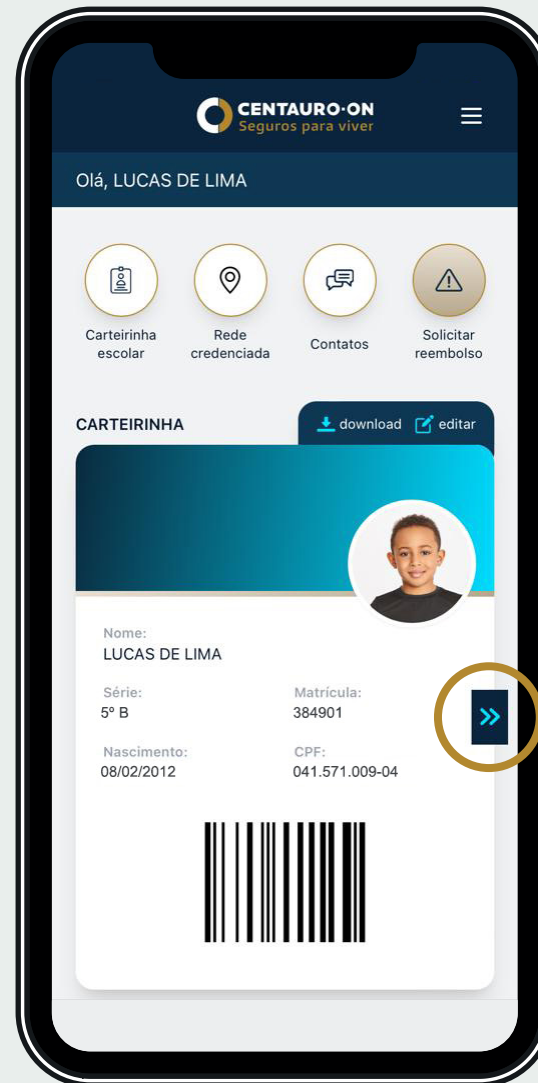 CENTAURO·ON
Seguros para viver
Olá, LUCAS DE LIMA
Carteirinha escolar
Rede credenciada
Contatos
Solicitar reembolso
CARTEIRINHA
download
editar
Nome:
LUCAS DE LIMA
Série:
Matrícula:
5º B
384901
Nascimento:
CPF:
08/02/2012
041.571.009-04